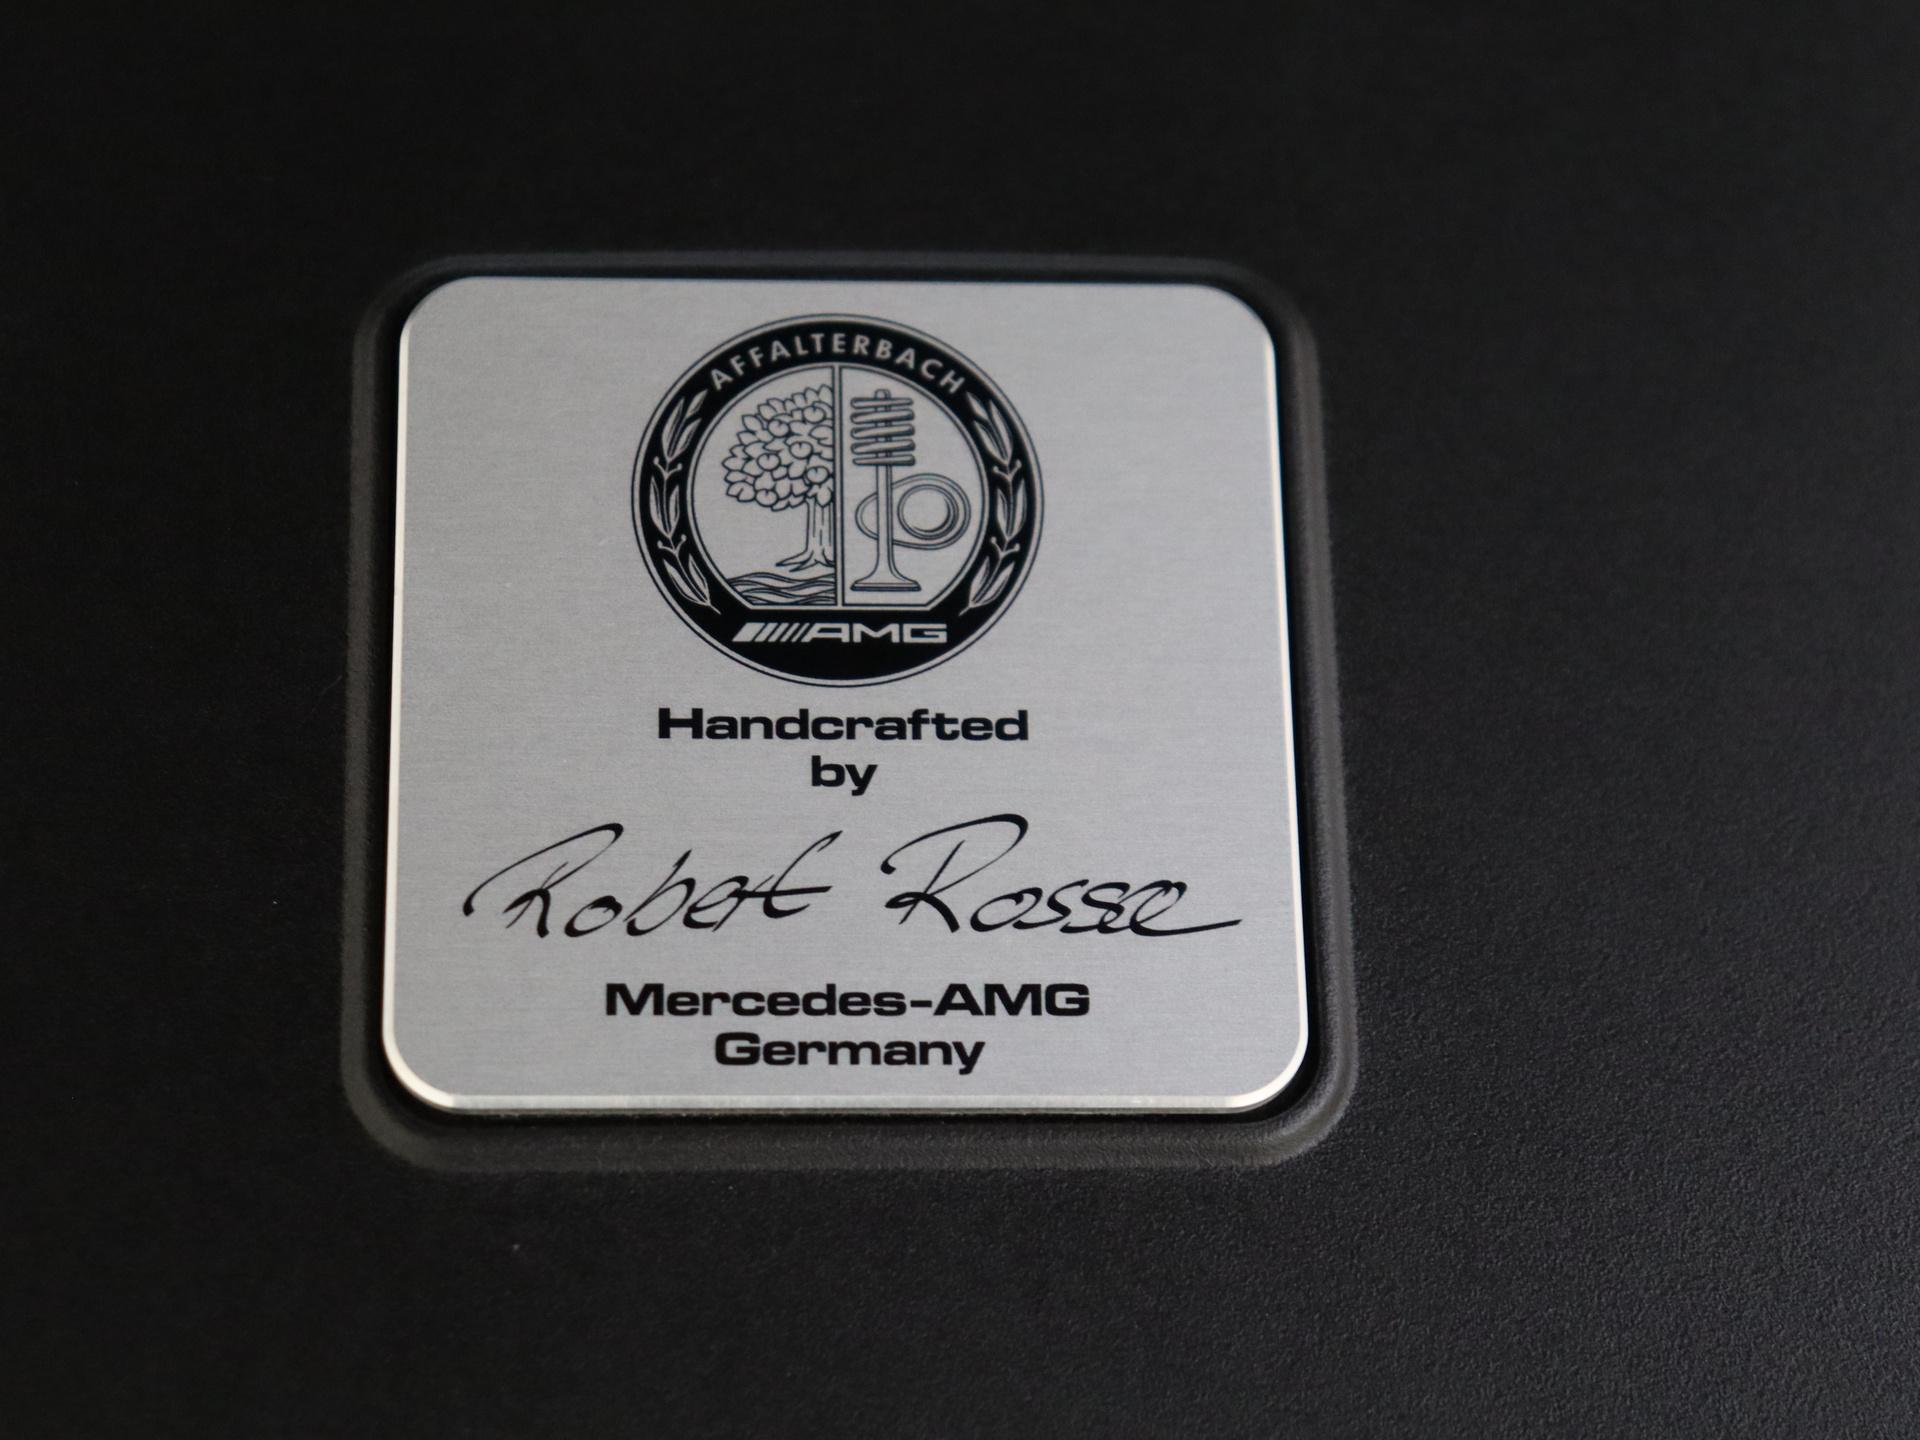 AFFALTERBACH
AMG
Handcrafted
by
Robert Rosse
Mercedes-AMG
Germany